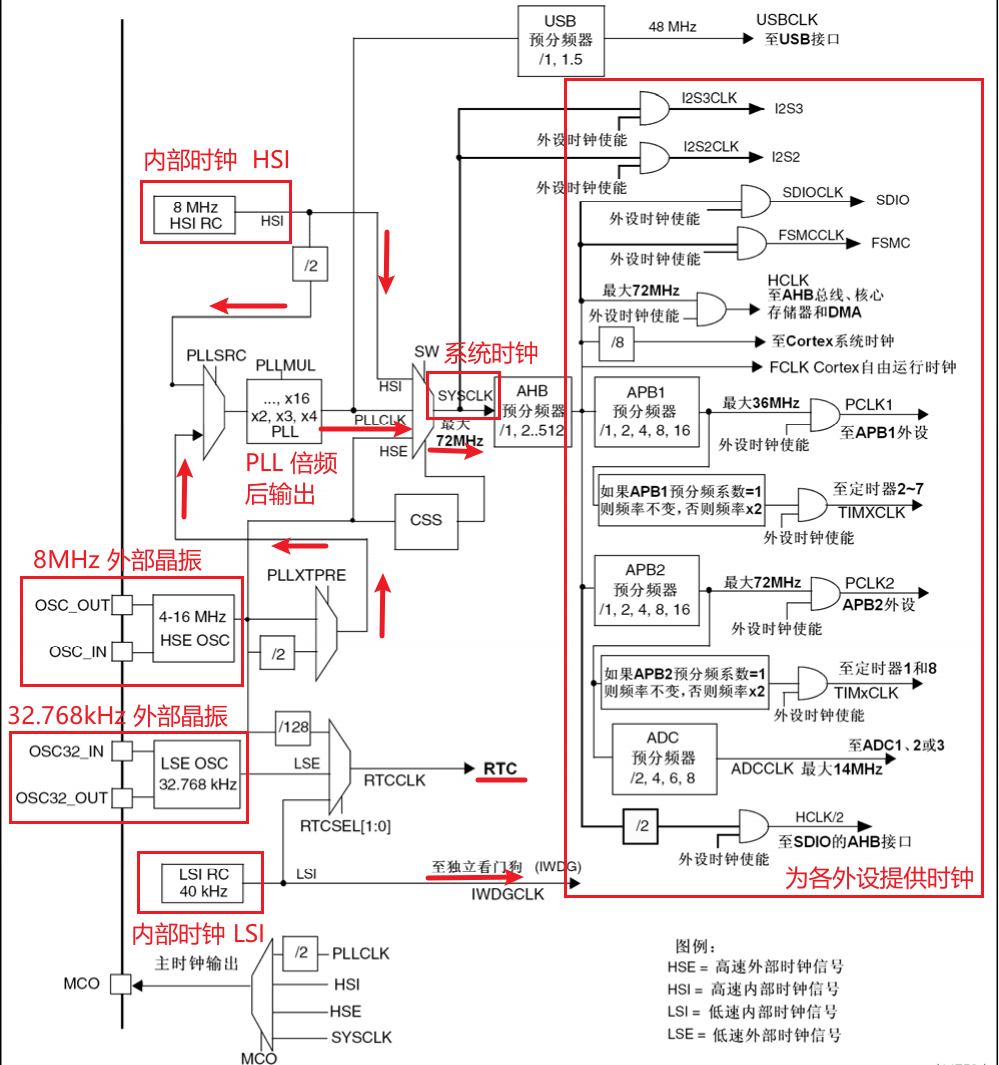 USB
预分频器
/1, 1.5
48 MHz
USBCLK
至USB接口
I2S3CLK
I2S3
外设时钟使能
I2S2CLK
I2S2
外设时钟使能
内部时钟 HSI
8 MHz
HSI RC
HSI
SDIOCLK
SDIO
外设时钟使能
FSMCCLK
FSMC
外设时钟使能
/2
最大72MHz
外设时钟使能
HCLK
至AHB总线、核心
存储器和DMA
/8
至Cortex系统时钟
FCLK Cortex自由运行时钟
PLLSRC
PLLMUL
..., x16
x2, x3, x4
PLL
SW
系统时钟
HSI
SYSCLK
PLLCLK
最大
72MHz
HSE
AHB
预分频器
/1, 2..512
APB1
预分频器
/1, 2, 4, 8, 16
最大36MHz
PCLK1
至APB1外设
外设时钟使能
PLL 倍频
后输出
如果APB1预分频系数=1
则频率不变，否则频率x2
至定时器2~7
TIMXCLK
外设时钟使能
CSS
8MHz 外部晶振
PLLXTPRE
OSC_OUT
OSC_IN
4-16 MHz
HSE OSC
/2
APB2
预分频器
/1, 2, 4, 8, 16
最大72MHz
PCLK2
APB2外设
外设时钟使能
如果APB2预分频系数=1
则频率不变，否则频率x2
至定时器1和8
TIMxCLK
外设时钟使能
32.768kHz 外部晶振
OSC32_IN
OSC32_OUT
LSE OSC
32.768 kHz
/128
LSE
RTCCLK
RTC
RTCSEL[1:0]
ADC
预分频器
/2, 4, 6, 8
至ADC1、2或3
ADCCLK 最大14MHz
/2
HCLK/2
至SDIO的AHB接口
外设时钟使能
LSI RC
40 kHz
LSI
至独立看门狗 (IWDG)
IWDGCLK
为各外设提供时钟
内部时钟 LSI
主时钟输出
MCO
/2
PLLCLK
HSI
HSE
SYSCLK
MCO
图例：
HSE = 高速外部时钟信号
HSI = 高速内部时钟信号
LSI = 低速内部时钟信号
LSE = 低速外部时钟信号